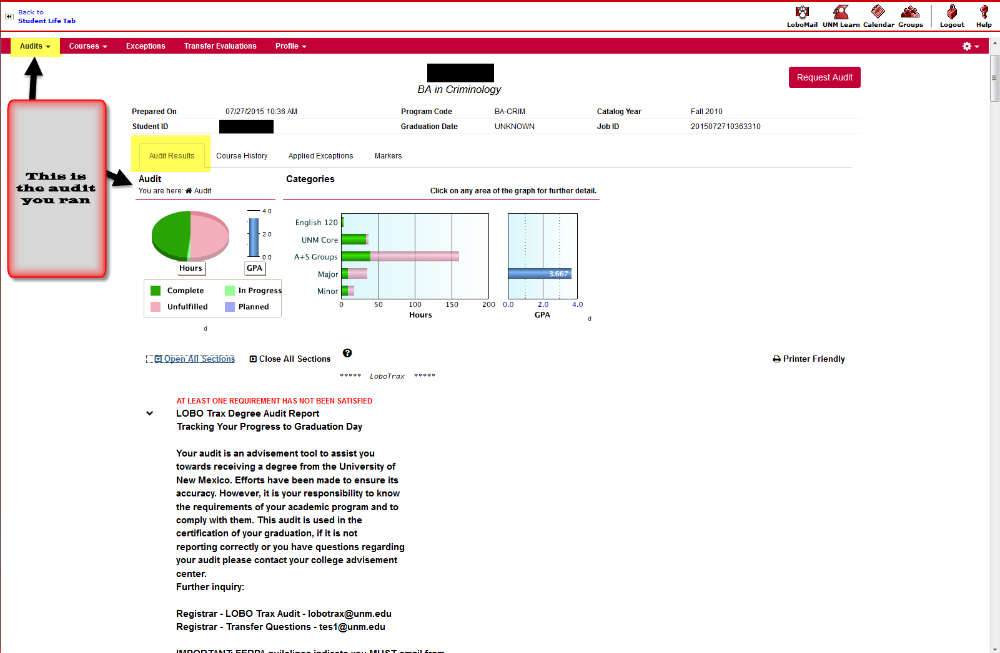 Back to
Student Life Tab
LoboMail UNM Learn Calendar Groups Logout Help
Audits Courses Exceptions Transfer Evaluations Profile
BA in Criminology
Request Audit
Prepared On 07/27/2015 10:36 AM Program Code BA-CRIM Catalog Year Fall 2010
Student ID Graduation Date UNKNOWN Job ID 2015072710363310
Audit Results Course History Applied Exceptions Markers
This is
the audit
you ran
Audit
You are here: Audit
Categories
Click on any area of the graph for further detail.
4.0
2.0
0.0
Hours
GPA
Complete In Progress
Unfulfilled Planned
d
English 120
UNM Core
A+S Groups
Major
Minor
0 50 100 150 200
Hours
3.667
0.0 2.0 4.0
GPA
d
Open All Sections Close All Sections ? Printer Friendly
***** LoboTrax *****
AT LEAST ONE REQUIREMENT HAS NOT BEEN SATISFIED
LOBO Trax Degree Audit Report
Tracking Your Progress to Graduation Day
Your audit is an advisement tool to assist you
towards receiving a degree from the University of
New Mexico. Efforts have been made to ensure its
accuracy. However, it is your responsibility to know
the requirements of your academic program and to
comply with them. This audit is used in the
certification of your graduation, if it is not
reporting correctly or you have questions regarding
your audit please contact your college advisement
center.
Further inquiry:
Registrar - LOBO Trax Audit - lobotrax@unm.edu
Registrar - Transfer Questions - tes1@unm.edu
IMPORTANT: FERPA guidelines indicate you MUST email from